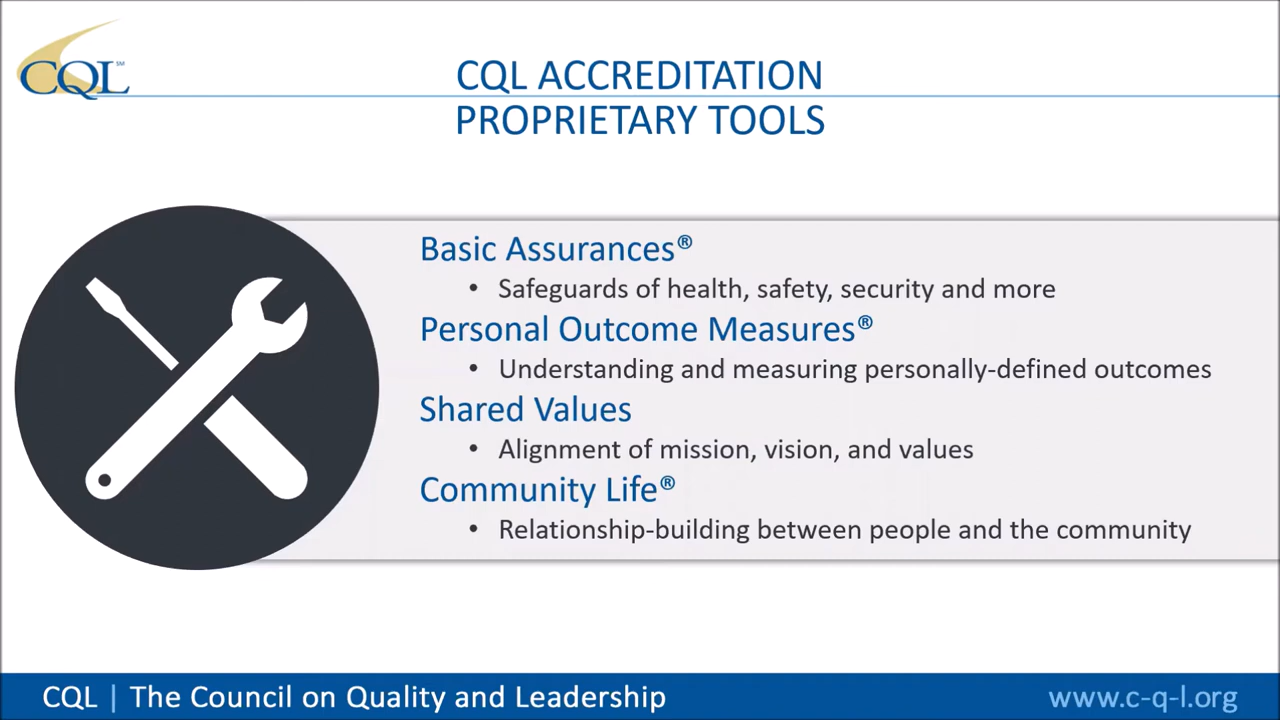 CQL℠
CQL ACCREDITATION
PROPRIETARY TOOLS
Basic Assurances®
• Safeguards of health, safety, security and more
Personal Outcome Measures®
• Understanding and measuring personally-defined outcomes
Shared Values
• Alignment of mission, vision, and values
Community Life®
• Relationship-building between people and the community
CQL | The Council on Quality and Leadership
www.c-q-l.org